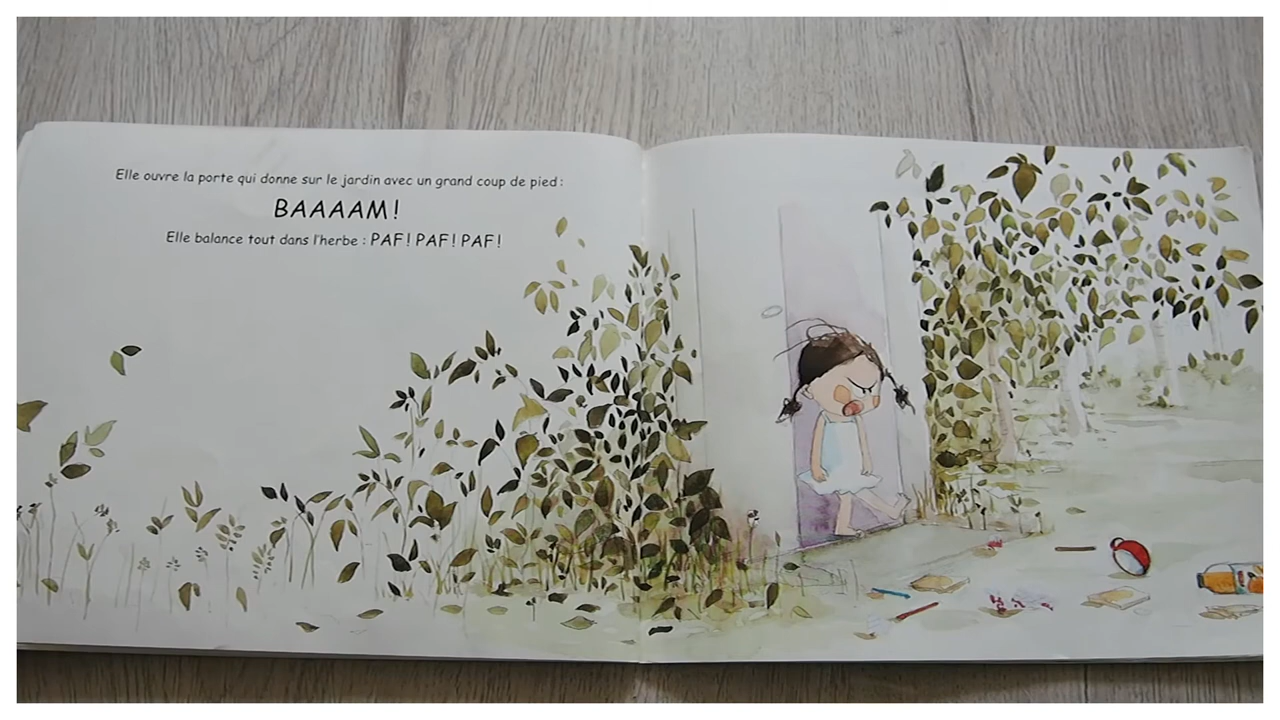 Elle ouvre la porte qui donne sur le jardin avec un grand coup de pied :
BAAAAM !
Elle balance tout dans l'herbe : PAF ! PAF ! PAF !